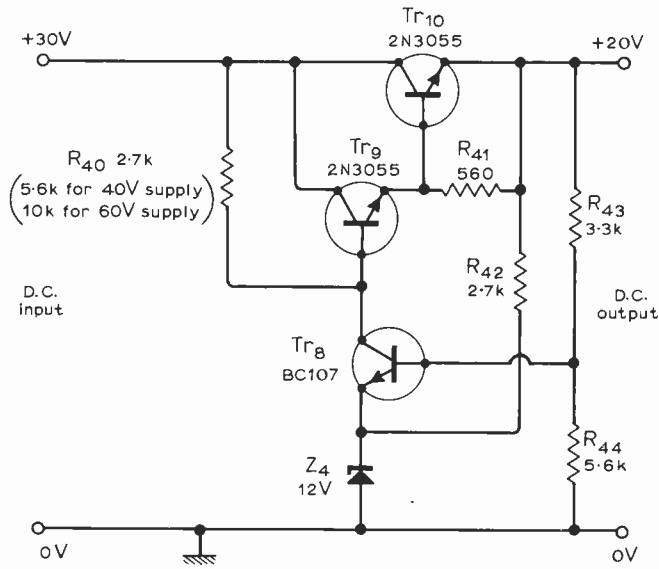 Tr10
2N3055
+30V
+20V
R40 2·7k
(5·6k for 40V supply)
(10k for 60V supply)
Tr9
2N3055
R41
560
R43
3·3k
R42
2·7k
D.C.
input
D.C.
output
Tr8
BC107
Z4
12V
R44
5·6k
0V
0V